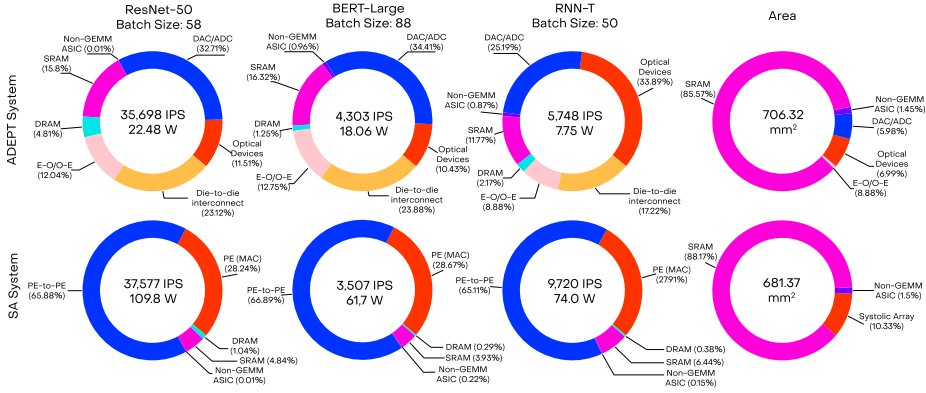 ResNet-50
Batch Size: 58
BERT-Large
Batch Size: 88
RNN-T
Batch Size: 50
Area
ADEPT System
Non-GEMM
ASIC (0.01%)
DAC/ADC
(32.71%)
SRAM
(15.8%)
DRAM
(4.81%)
E-O/O-E
(12.04%)
Optical
Devices
(11.51%)
Die-to-die
interconnect
(23.12%)
35,698 IPS
22.48 W
Non-GEMM
ASIC (0.96%)
DAC/ADC
(34.41%)
SRAM
(16.32%)
DRAM
(1.25%)
E-O/O-E
(12.75%)
Optical
Devices
(10.43%)
Die-to-die
interconnect
(23.88%)
4,303 IPS
18.06 W
DAC/ADC
(25.19%)
Optical
Devices
(33.89%)
Non-GEMM
ASIC (0.87%)
SRAM
(11.77%)
DRAM
(2.17%)
E-O/O-E
(8.88%)
Die-to-die
interconnect
(17.22%)
5,748 IPS
7.75 W
SRAM
(85.57%)
Non-GEMM
ASIC (1.45%)
DAC/ADC
(5.98%)
Optical
Devices
(6.99%)
E-O/O-E
(8.88%)
706.32
mm²
SA System
PE-to-PE
(65.88%)
PE (MAC)
(28.24%)
DRAM
(1.04%)
SRAM (4.84%)
Non-GEMM
ASIC (0.01%)
37,577 IPS
109.8 W
PE-to-PE
(66.89%)
PE (MAC)
(28.67%)
DRAM (0.29%)
SRAM (3.93%)
Non-GEMM
ASIC (0.22%)
3,507 IPS
61,7 W
PE-to-PE
(65.11%)
PE (MAC)
(27.91%)
DRAM (0.38%)
SRAM (6.44%)
Non-GEMM
ASIC (0.15%)
9,720 IPS
74.0 W
SRAM
(88.17%)
Non-GEMM
ASIC (1.5%)
Systolic Array
(10.33%)
681.37
mm²